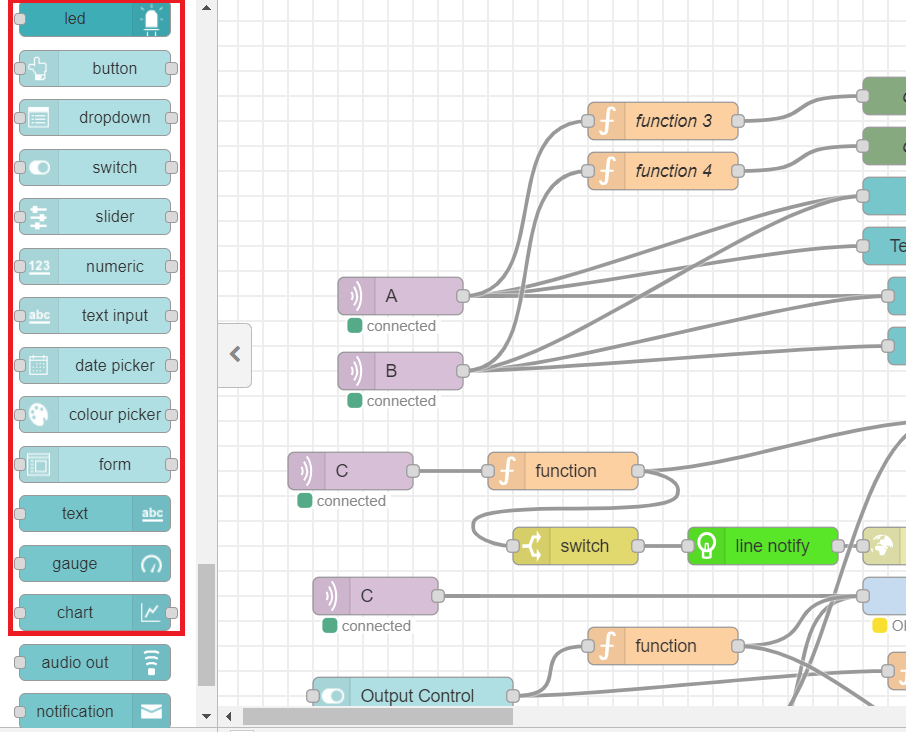 led
button
dropdown
switch
slider
123 numeric
abc text input
date picker
colour picker
form
text abc
gauge
chart
audio out
notification
function 3
function 4
A
connected
B
connected
Te
C
function
connected
switch
line notify
C
connected
function
Output Control